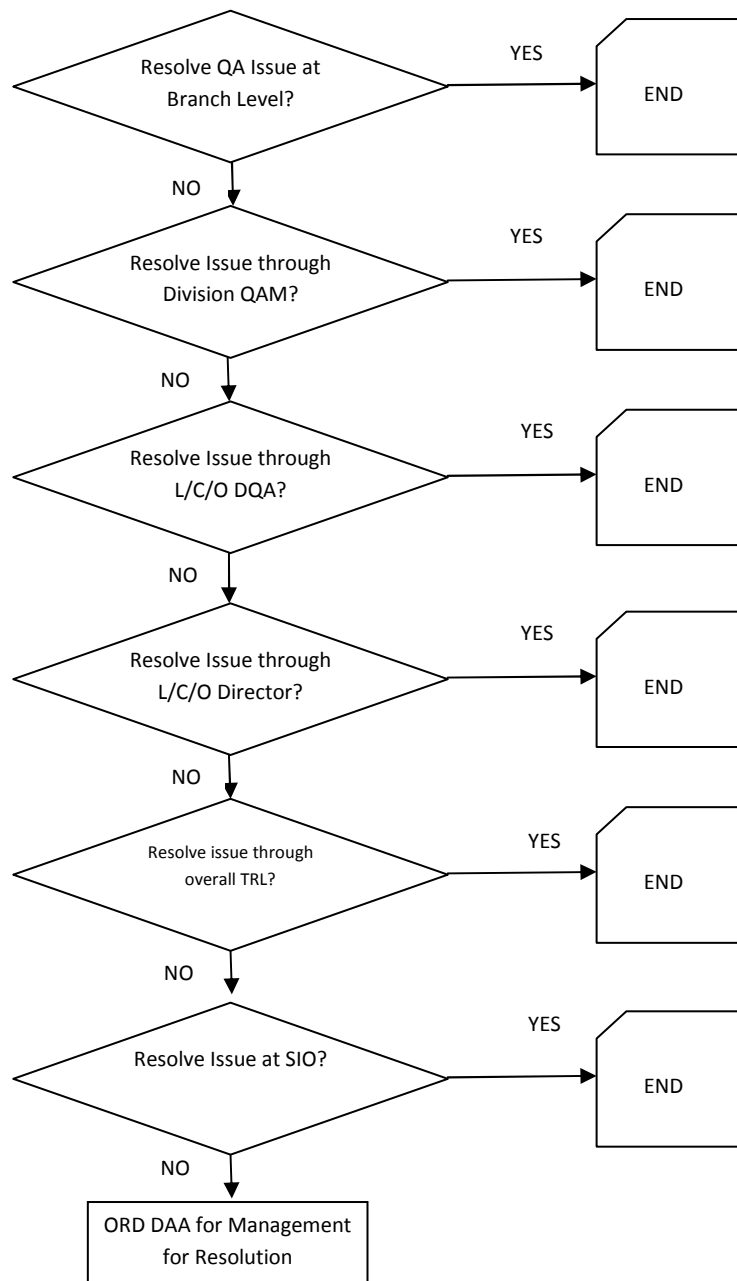 Resolve QA Issue at
Branch Level?
YES
END
NO
Resolve Issue through
Division QAM?
YES
END
NO
Resolve Issue through
L/C/O DQA?
YES
END
NO
Resolve Issue through
L/C/O Director?
YES
END
NO
Resolve issue through
overall TRL?
YES
END
NO
Resolve Issue at SIO?
YES
END
NO
ORD DAA for Management
for Resolution